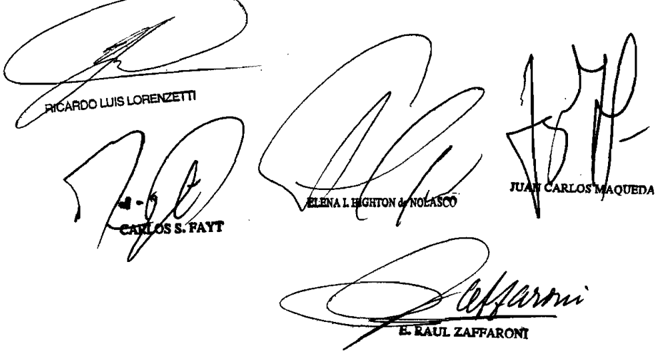 RICARDO LUIS LORENZETTI
ELENA I. HIGHTON de NOLASCO
JUAN CARLOS MAQUEDA
CARLOS S. FAYT
Zaffaroni
E. RAUL ZAFFARONI